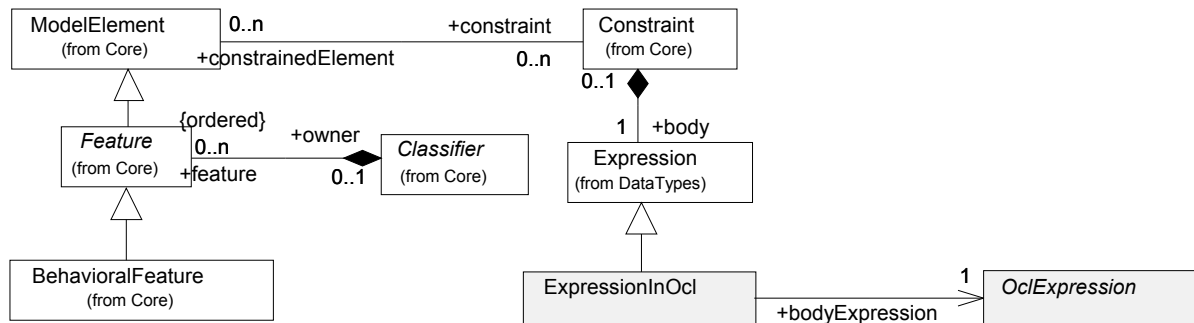 ModelElement
(from Core)
0..n
+constrainedElement
+constraint
0..n
Constraint
(from Core)
0..1
1
+body
Feature
(from Core)
{ordered}
0..n
+feature
+owner
0..1
Classifier
(from Core)
Expression
(from DataTypes)
BehavioralFeature
(from Core)
ExpressionInOcl
+bodyExpression
1
OclExpression